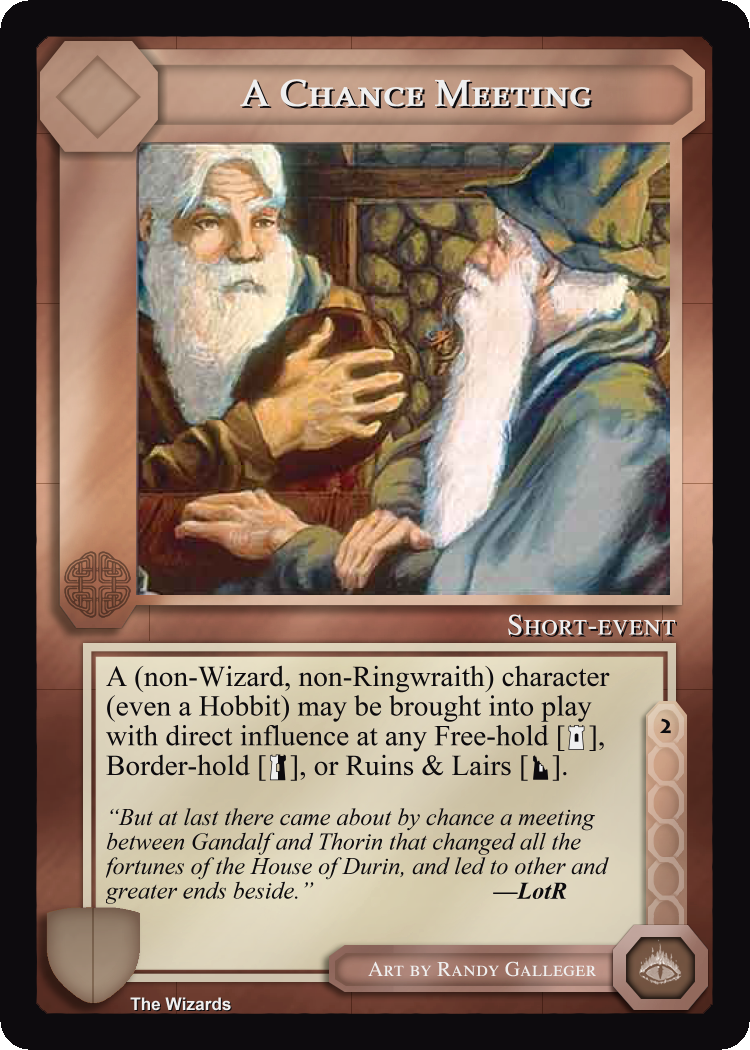 A Chance Meeting
Short-event
A (non-Wizard, non-Ringwraith) character
(even a Hobbit) may be brought into play
with direct influence at any Free-hold [ ],
Border-hold [ ], or Ruins & Lairs [ ].
2
“But at last there came about by chance a meeting
between Gandalf and Thorin that changed all the
fortunes of the House of Durin, and led to other and
greater ends beside.” —LotR
Art by Randy Galleger
The Wizards